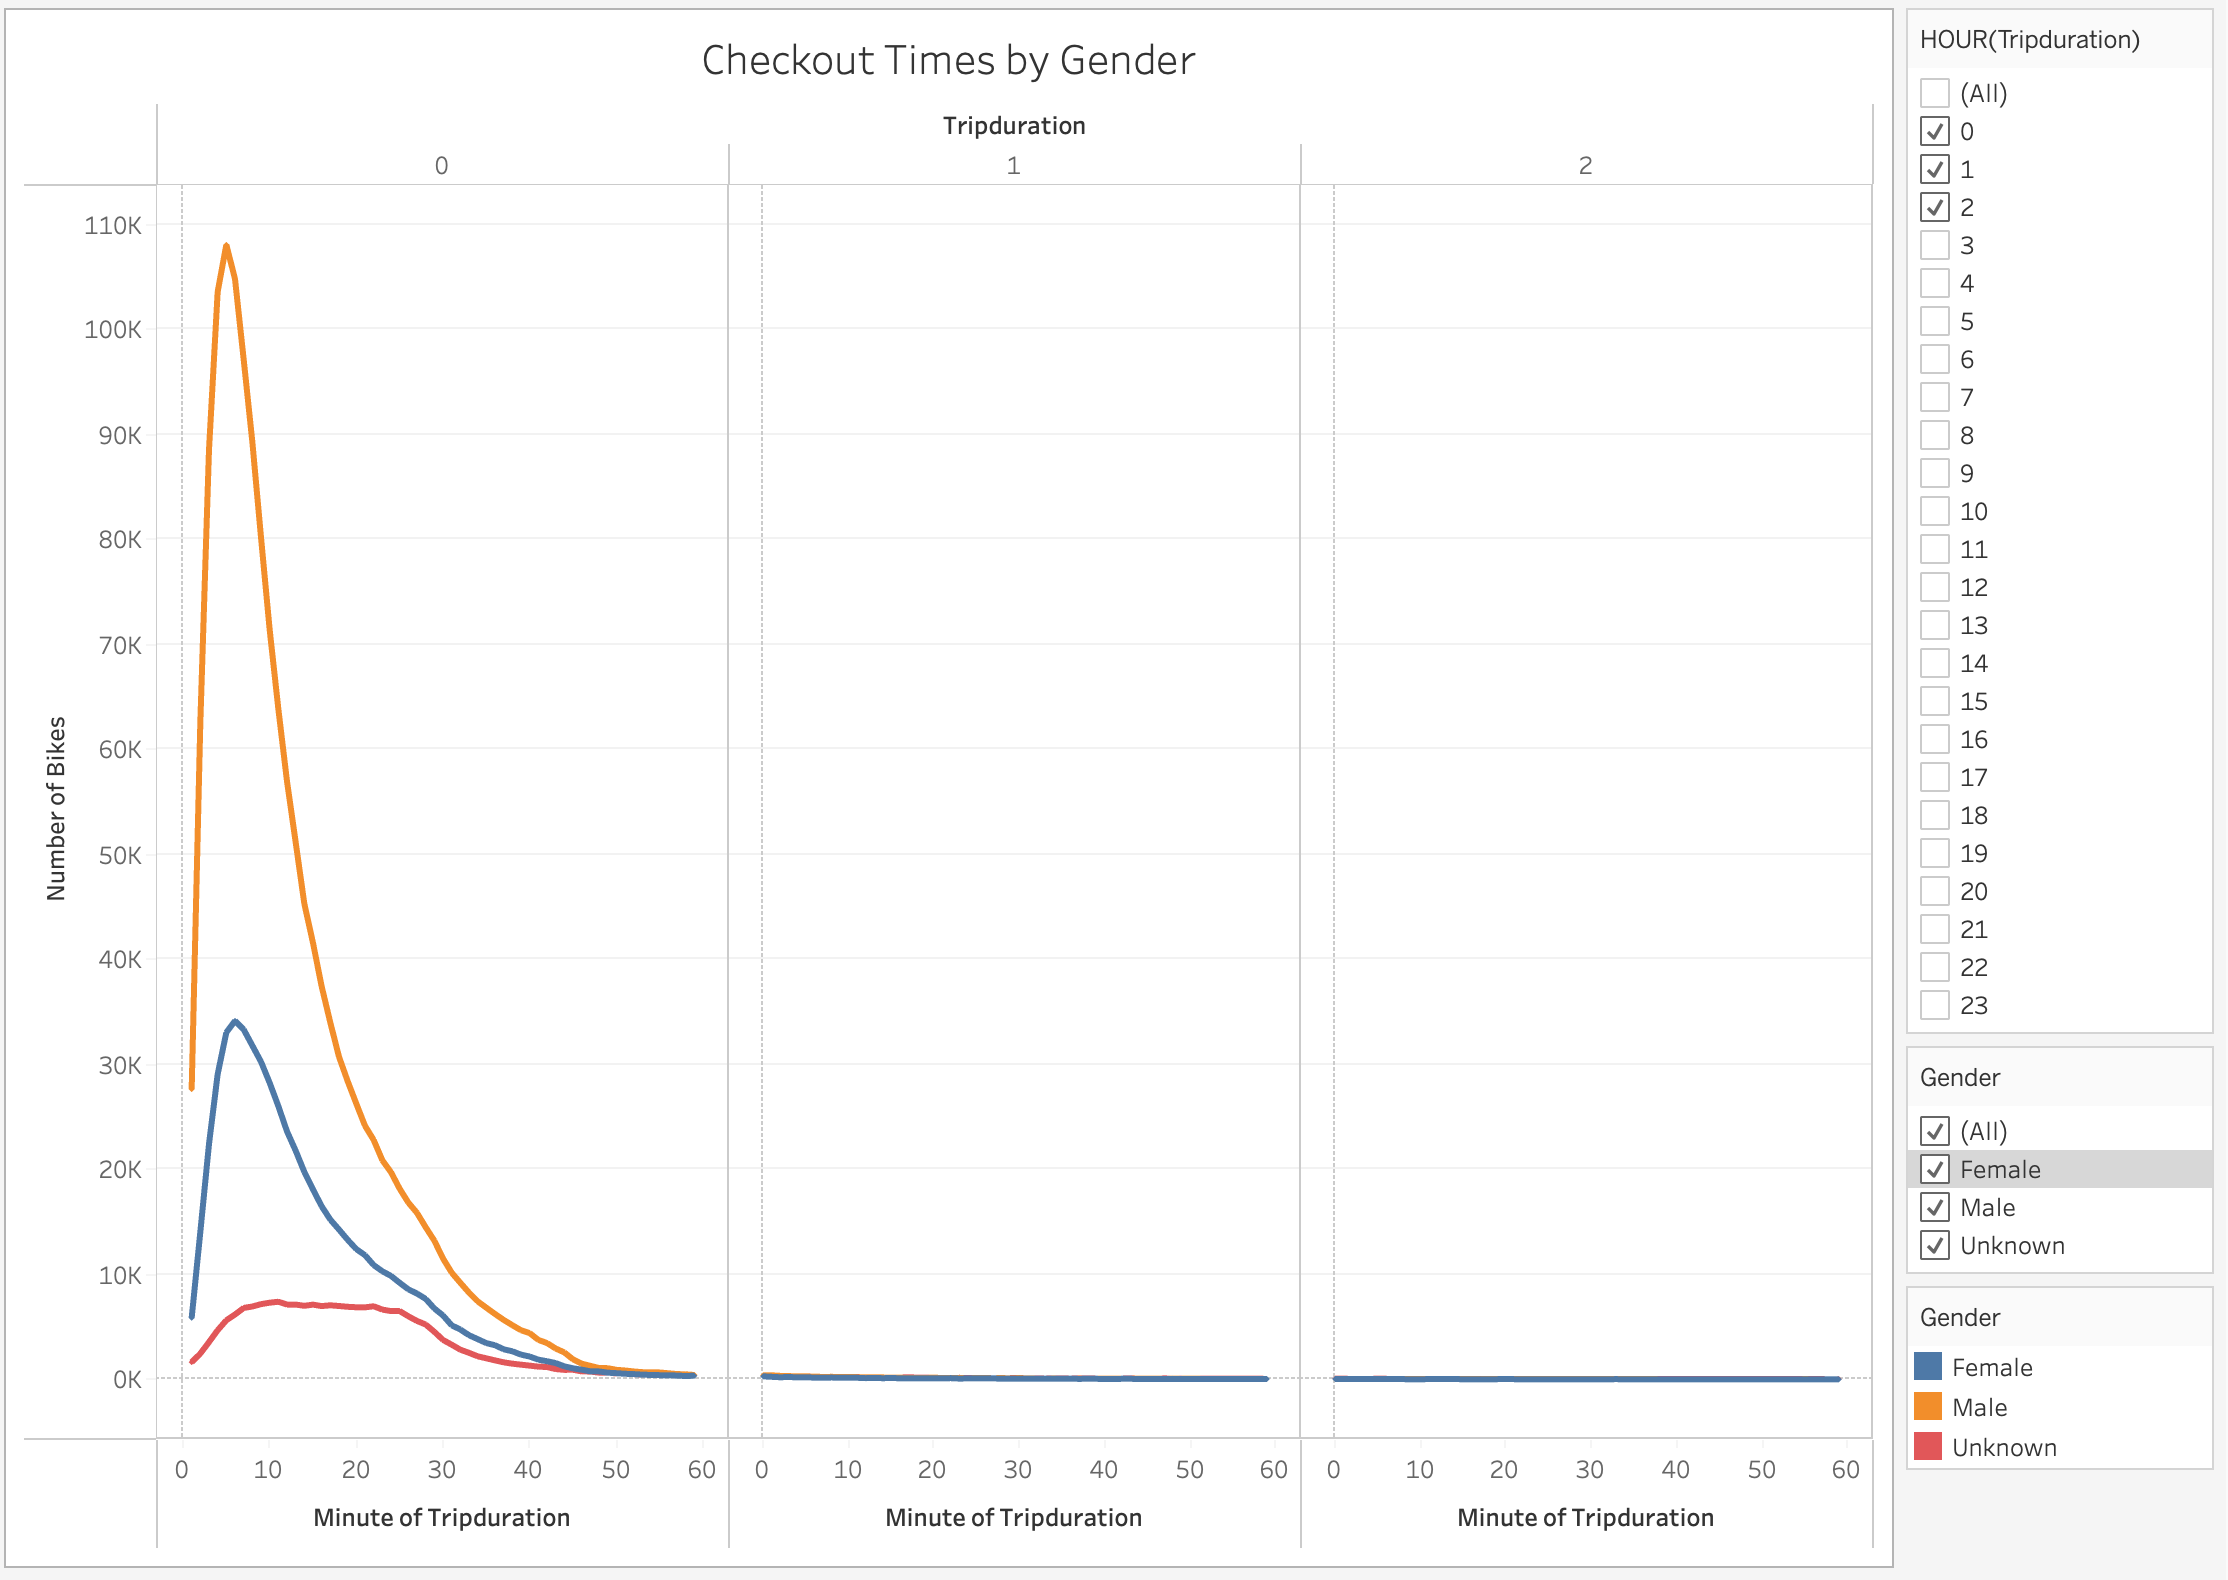 Checkout Times by Gender
Tripduration
0 1 2
110K
100K
90K
80K
70K
60K
50K
40K
30K
20K
10K
0K
Number of Bikes
0 10 20 30 40 50 60 0 10 20 30 40 50 60 0 10 20 30 40 50 60
Minute of Tripduration Minute of Tripduration Minute of Tripduration
HOUR(Tripduration)
(All)
0
1
2
3
4
5
6
7
8
9
10
11
12
13
14
15
16
17
18
19
20
21
22
23
Gender
(All)
Female
Male
Unknown
Gender
Female
Male
Unknown